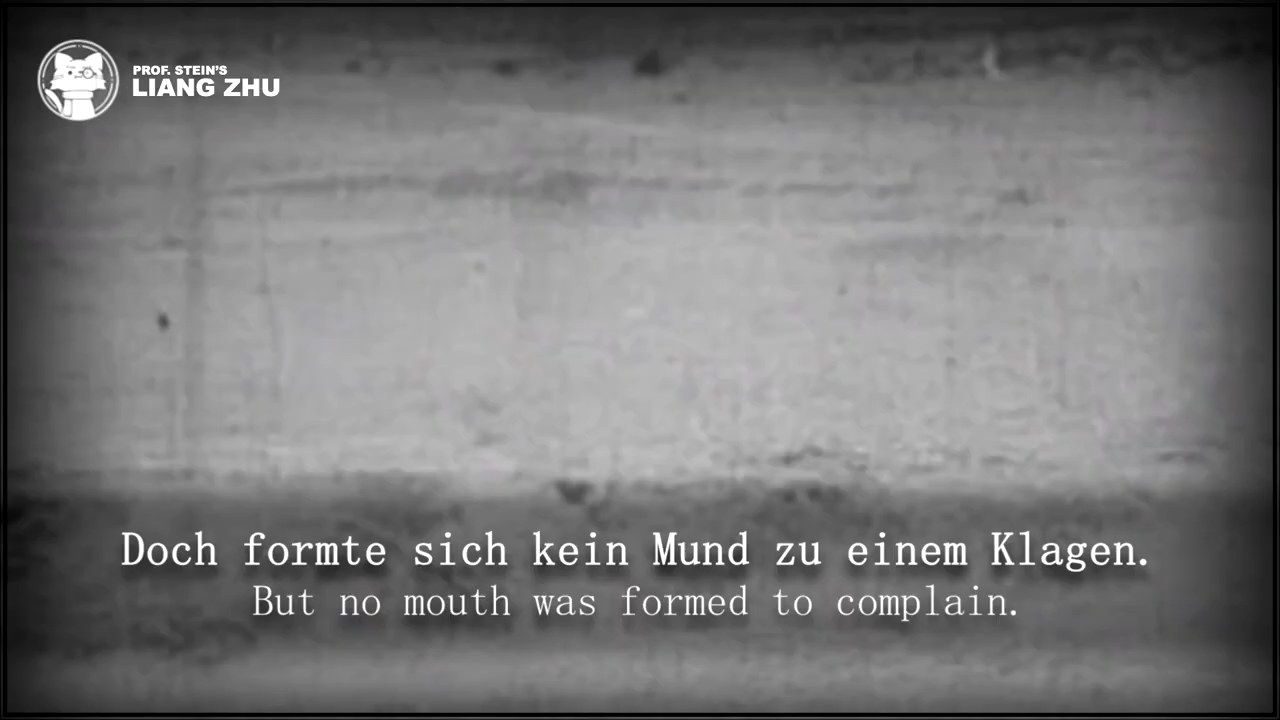 PROF. STEIN'S
LIANG ZHU
Doch formte sich kein Mund zu einem Klagen.
But no mouth was formed to complain.